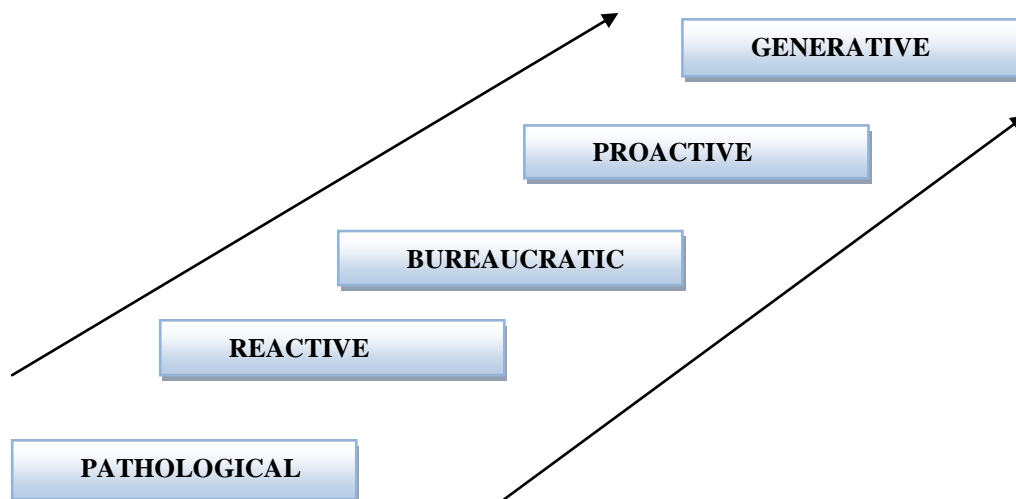 GENERATIVE
PROACTIVE
BUREAUCRATIC
REACTIVE
PATHOLOGICAL